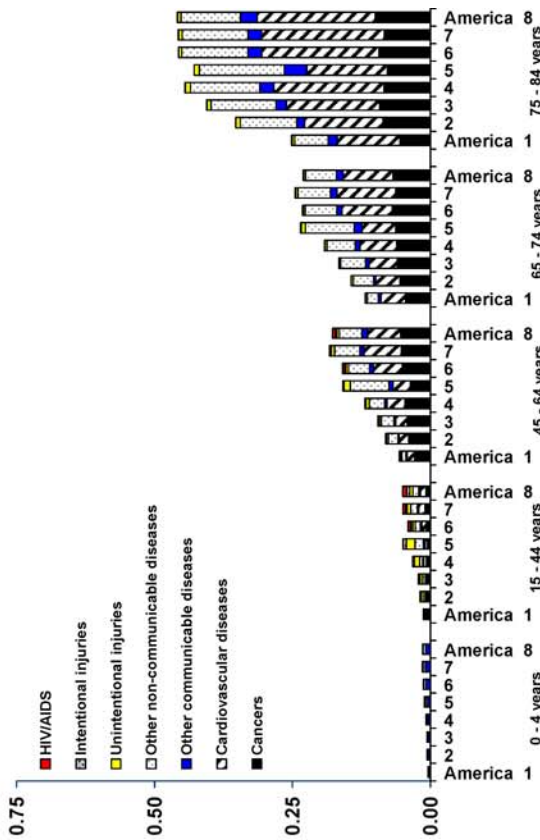 0.75
0.50
0.25
0.00
HIV/AIDS
Intentional injuries
Unintentional injuries
Other non-communicable diseases
Other communicable diseases
Cardiovascular diseases
Cancers
America 1
2
3
4
5
6
7
America 8
America 1
2
3
4
5
6
7
America 8
America 1
2
3
4
5
6
7
America 8
America 1
2
3
4
5
6
7
America 8
America 1
2
3
4
5
6
7
America 8
0 - 4 years
15 - 44 years
45 - 64 years
65 - 74 years
75 - 84 years